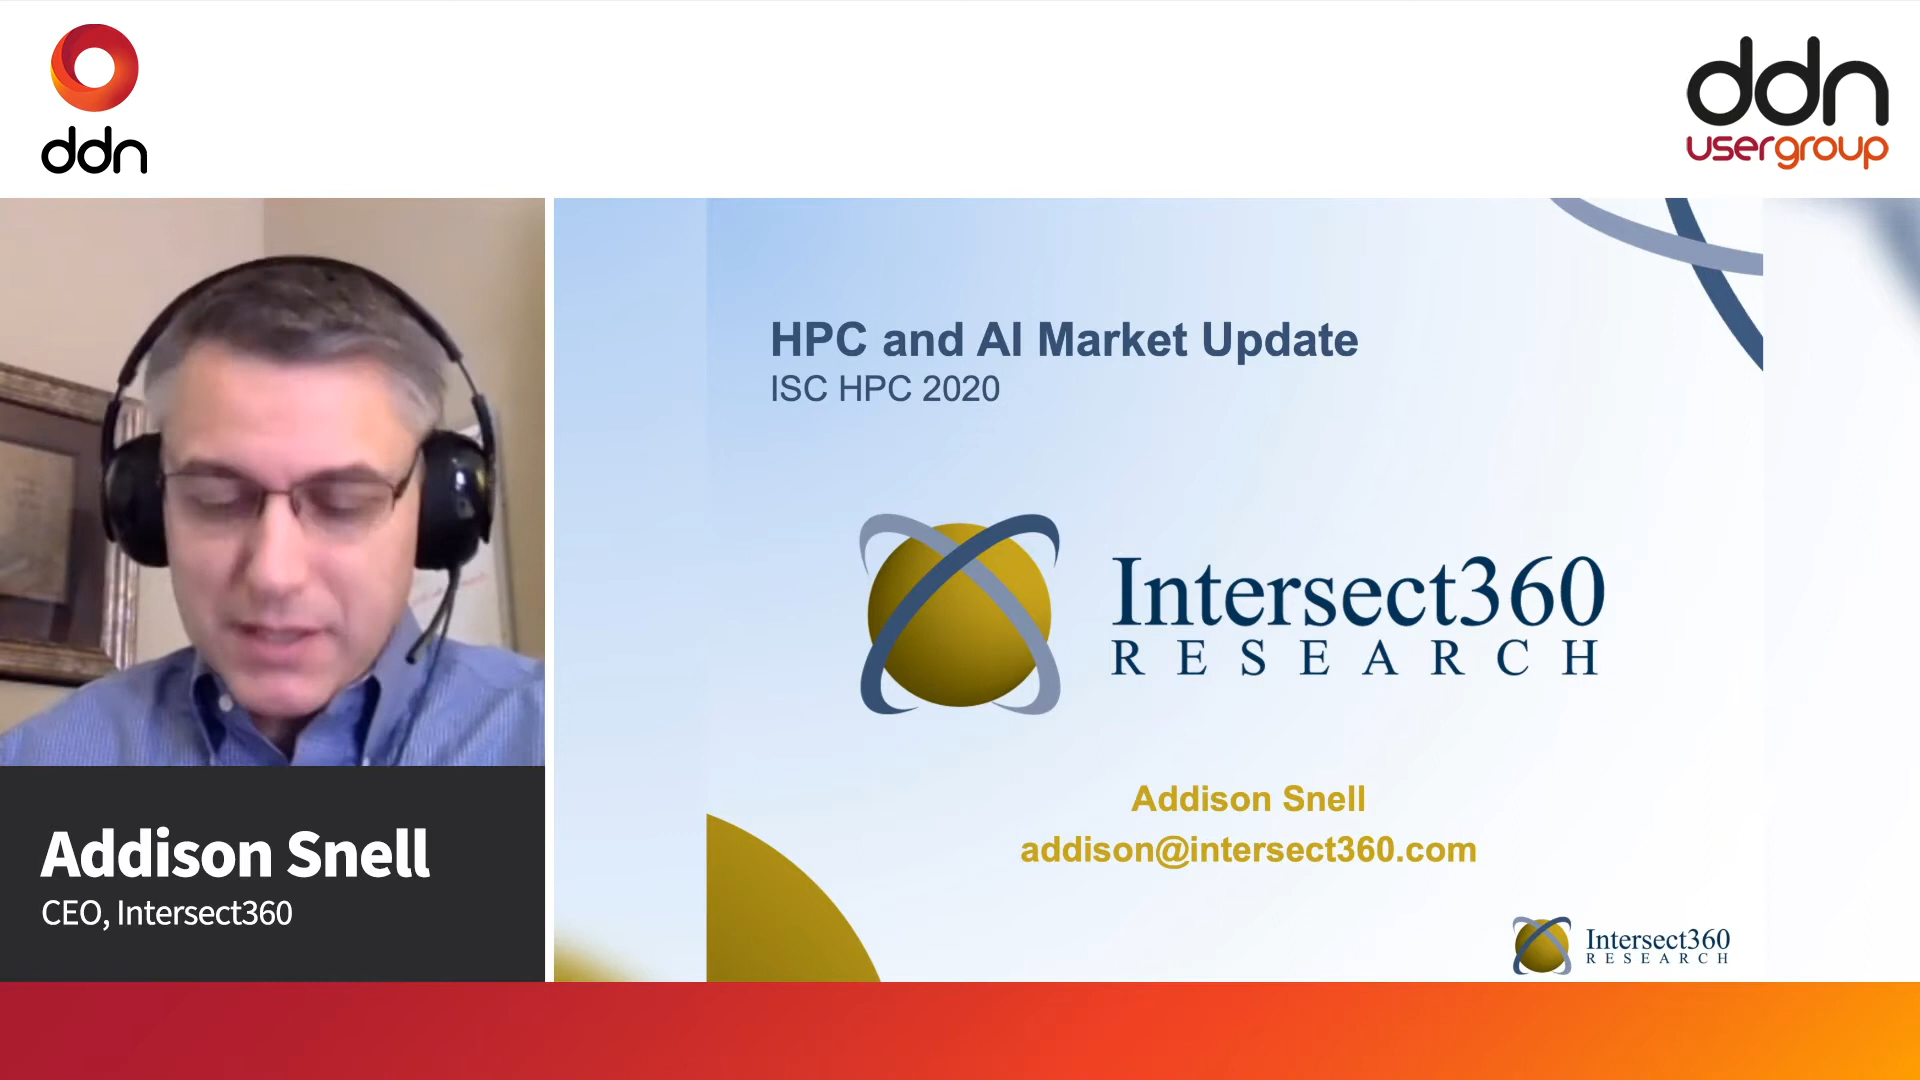 ddn
ddn
usergroup
HPC and AI Market Update
ISC HPC 2020
Intersect360
RESEARCH
Addison Snell
addison@intersect360.com
Intersect360
RESEARCH
Addison Snell
CEO, Intersect360